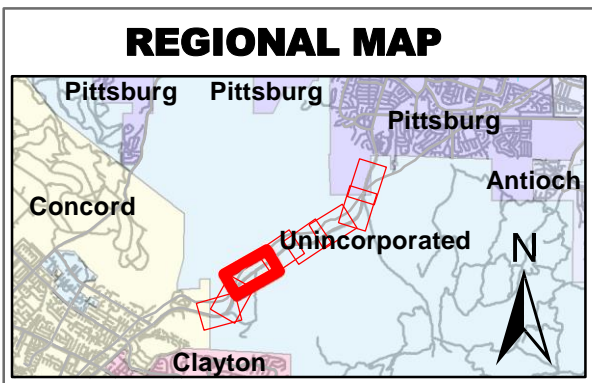 REGIONAL MAP
Pittsburg
Pittsburg
Pittsburg
Antioch
Concord
Unincorporated
N
Clayton